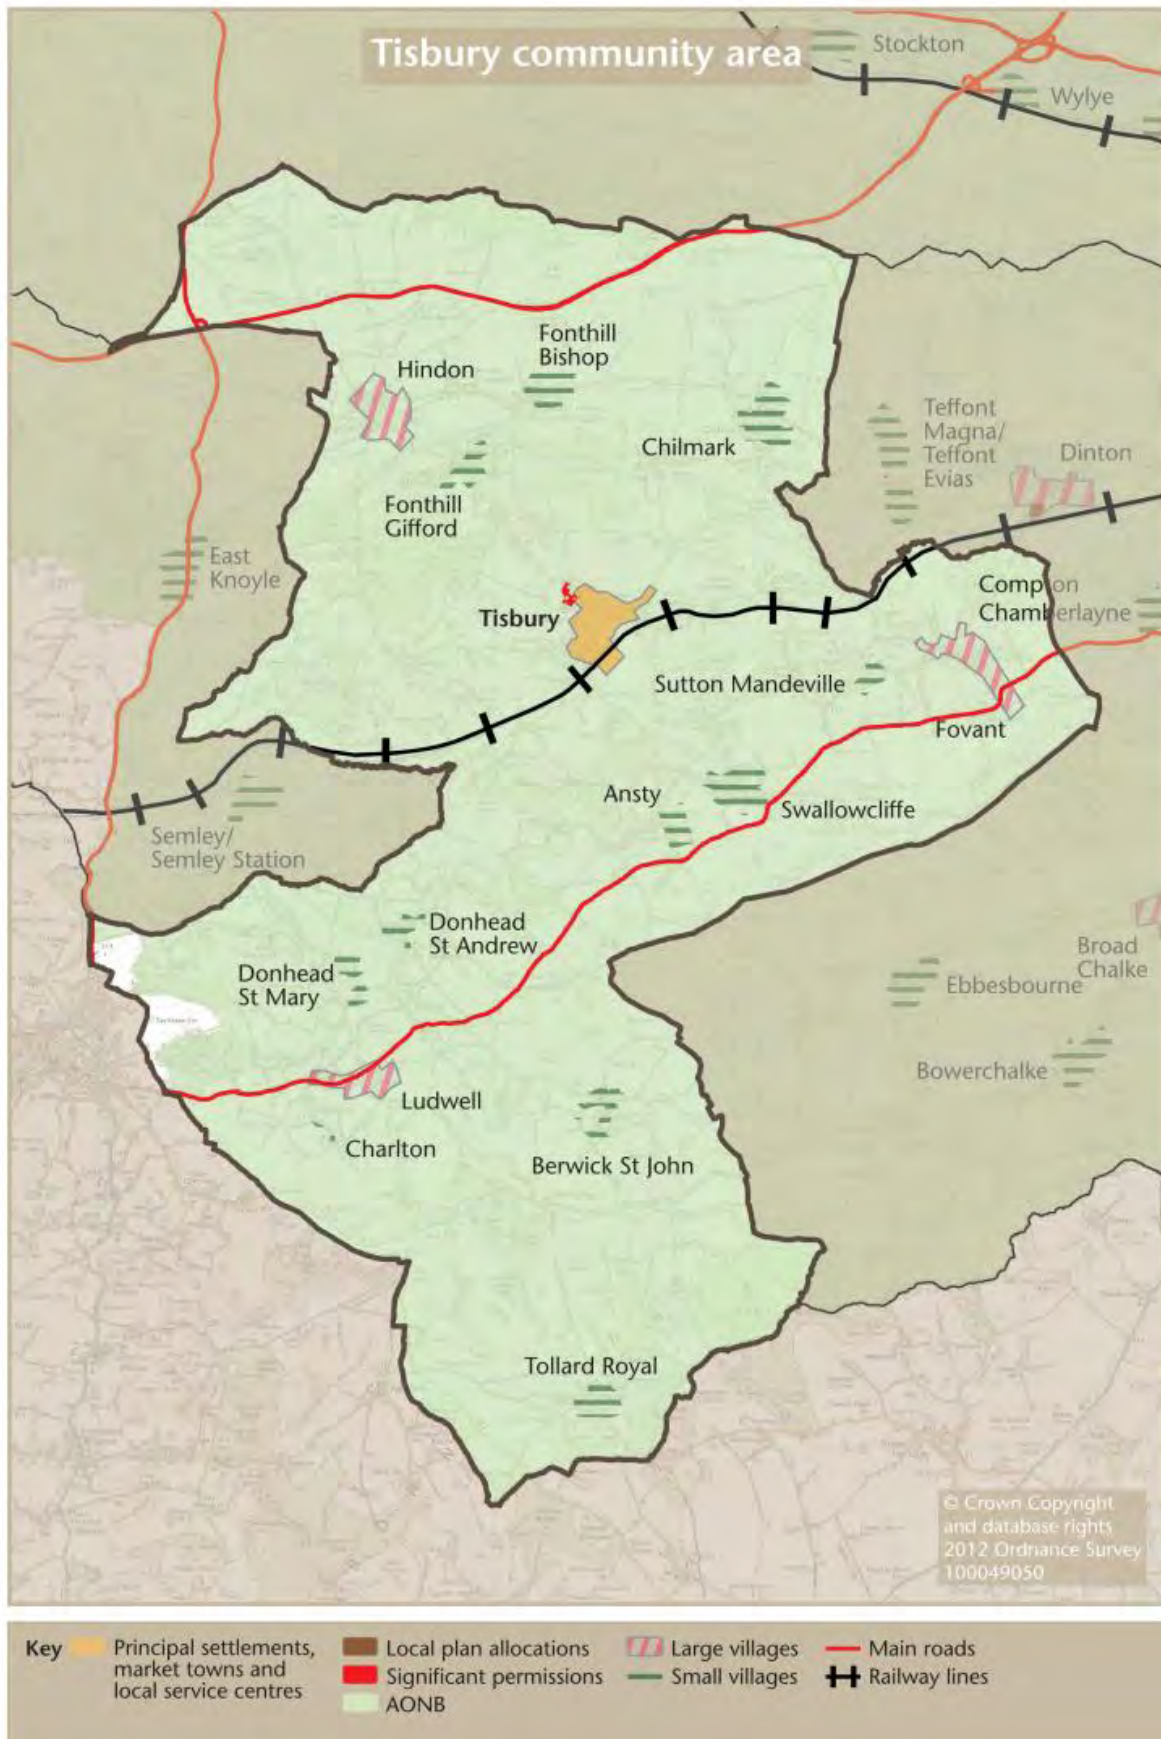 Tisbury community area
Stockton
Wylye
Fonthill
Bishop
Hindon
Chilmark
Teffont
Magna/
Teffont
Evias
Dinton
Fonthill
Gifford
East
Knoyle
Compton
Chamberlayne
Tisbury
Sutton Mandeville
Fovant
Ansty
Swallowcliffe
Semley/
Semley Station
Donhead
St Andrew
Donhead
St Mary
Broad
Chalke
Ebbesbourne
Bowerchalke
Ludwell
Charlton
Berwick St John
Tollard Royal
© Crown Copyright
and database rights
2012 Ordnance Survey
100049050
Key
Principal settlements,
market towns and
local service centres
Local plan allocations
Significant permissions
AONB
Large villages
Small villages
Main roads
Railway lines